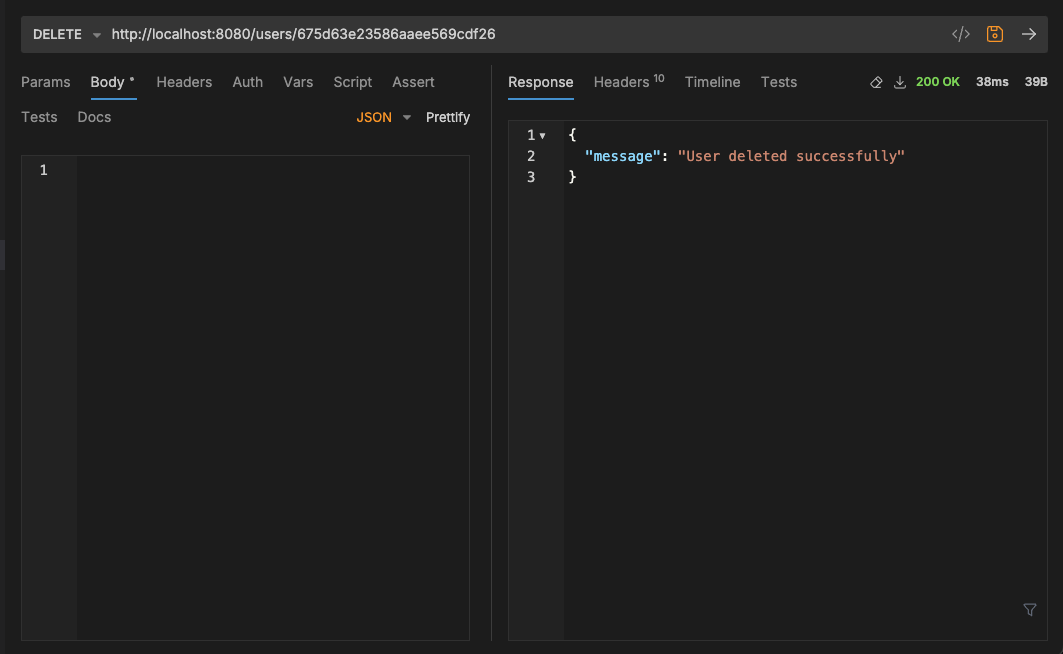 DELETE http://localhost:8080/users/675d63e23586aaee569cdf26 </>
Params Body * Headers Auth Vars Script Assert
Tests Docs JSON Prettify
1
Response Headers 10 Timeline Tests 200 OK 38ms 39B
1 {
2 "message": "User deleted successfully"
3 }